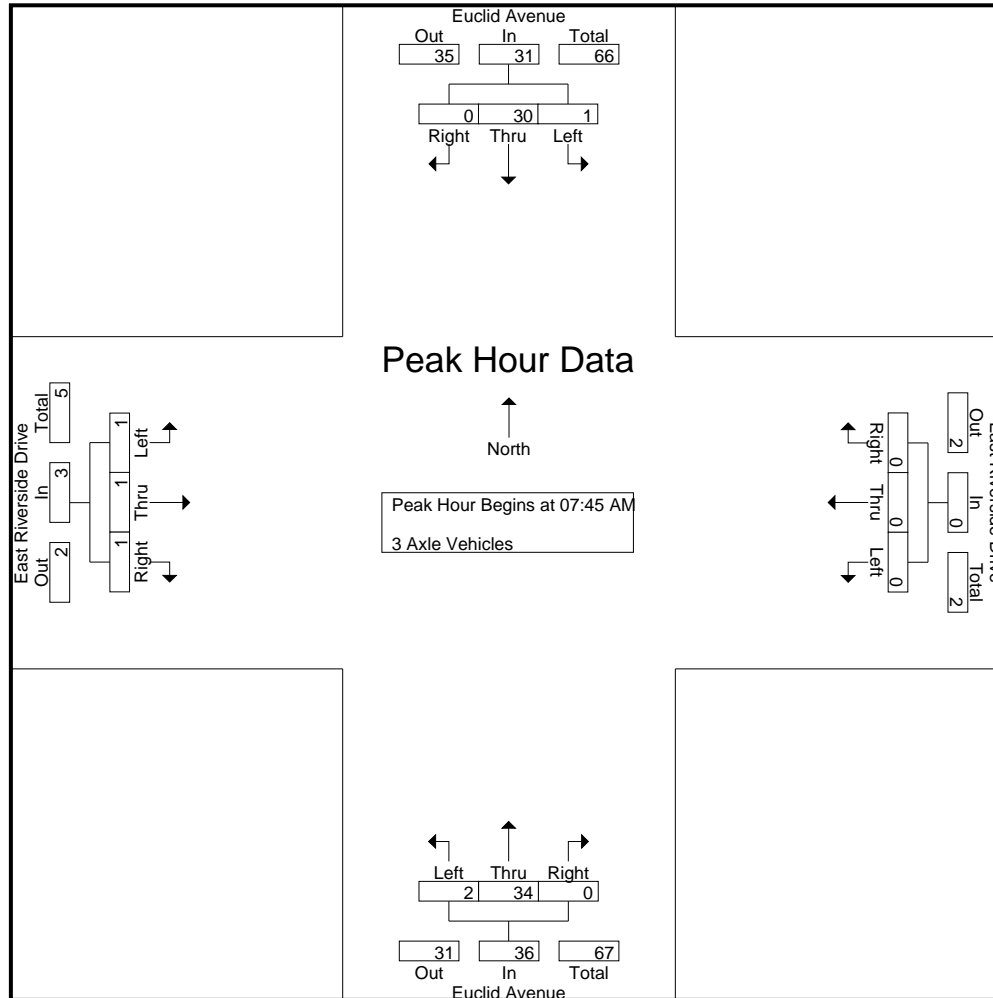 Euclid Avenue
Out In Total
35 31 66
0 30 1
Right Thru Left
Peak Hour Data
North
Peak Hour Begins at 07:45 AM
3 Axle Vehicles
East Riverside Drive
Total In Out
5 3 2
1 1 1
Left Thru Right
East Riverside Drive
Out In Total
2 0 2
0 0 0
Right Thru Left
Left Thru Right
2 34 0
31 36 67
Out In Total
Euclid Avenue